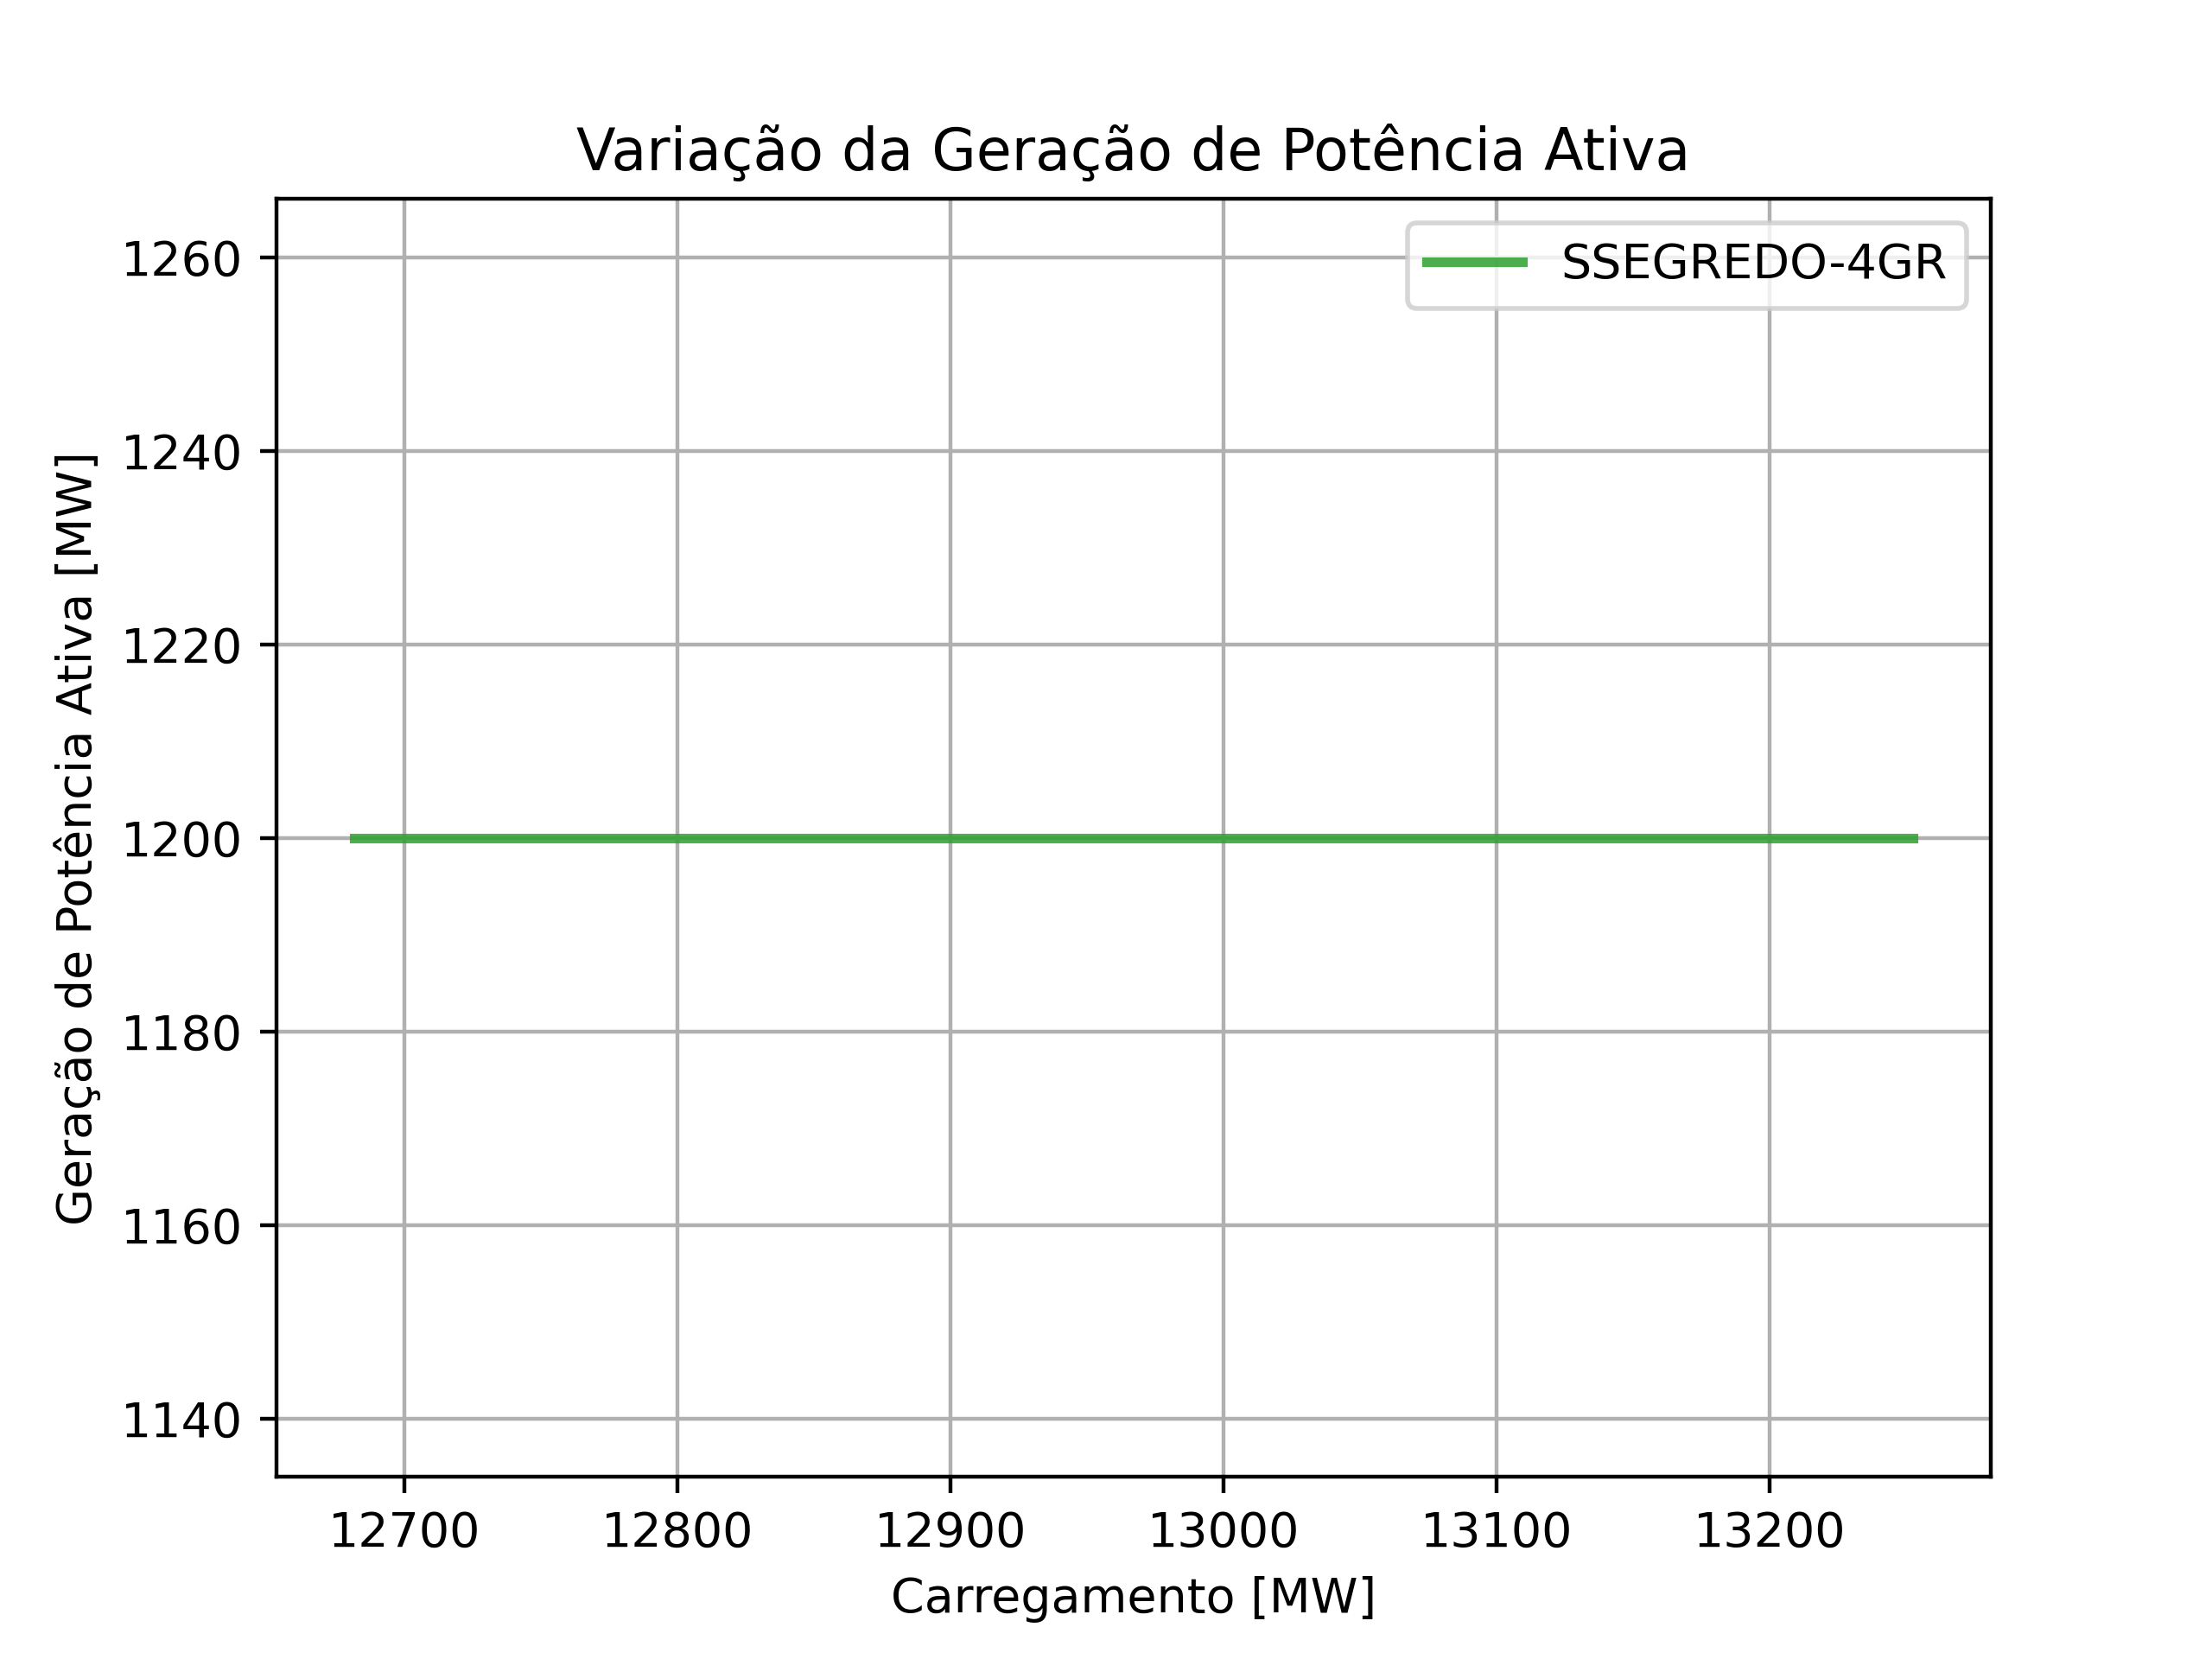 Variação da Geração de Potência Ativa
SSEGREDO-4GR
Geração de Potência Ativa [MW]
1260
1240
1220
1200
1180
1160
1140
12700 12800 12900 13000 13100 13200
Carregamento [MW]